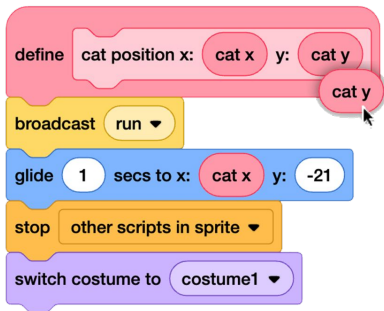 define cat position x: cat x y: cat y
cat y
broadcast run
glide 1 secs to x: cat x y: -21
stop other scripts in sprite
switch costume to costume1